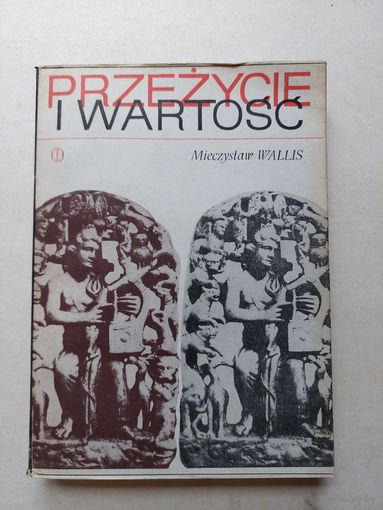 PRZEŻYCIE
I WARTOŚĆ
Mieczysław WALLIS